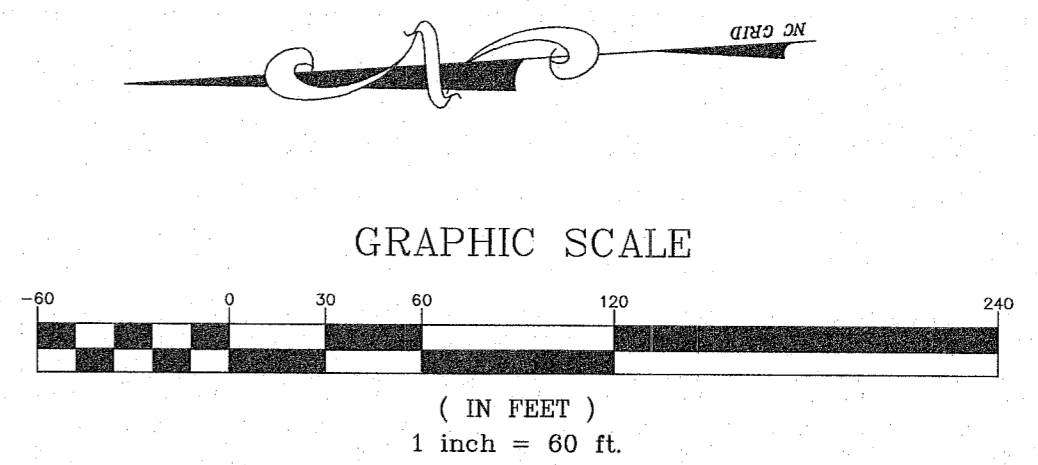 NC GRID
GRAPHIC SCALE
-60 0 30 60 120 240
( IN FEET )
1 inch = 60 ft.